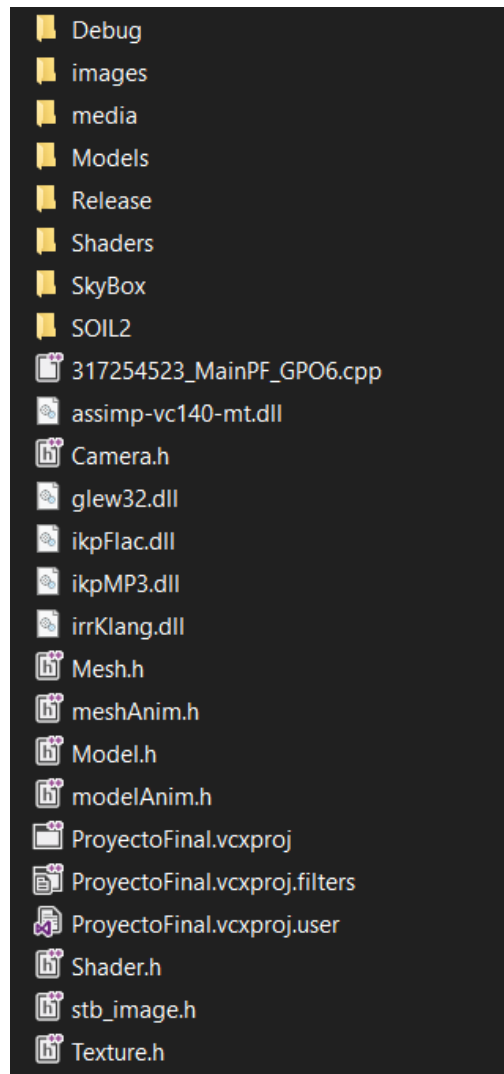 Debug
images
media
Models
Release
Shaders
SkyBox
SOIL2
317254523_MainPF_GPO6.cpp
assimp-vc140-mt.dll
Camera.h
glew32.dll
ikpFlac.dll
ikpMP3.dll
irrKlang.dll
Mesh.h
meshAnim.h
Model.h
modelAnim.h
ProyectoFinal.vcxproj
ProyectoFinal.vcxproj.filters
ProyectoFinal.vcxproj.user
Shader.h
stb_image.h
Texture.h